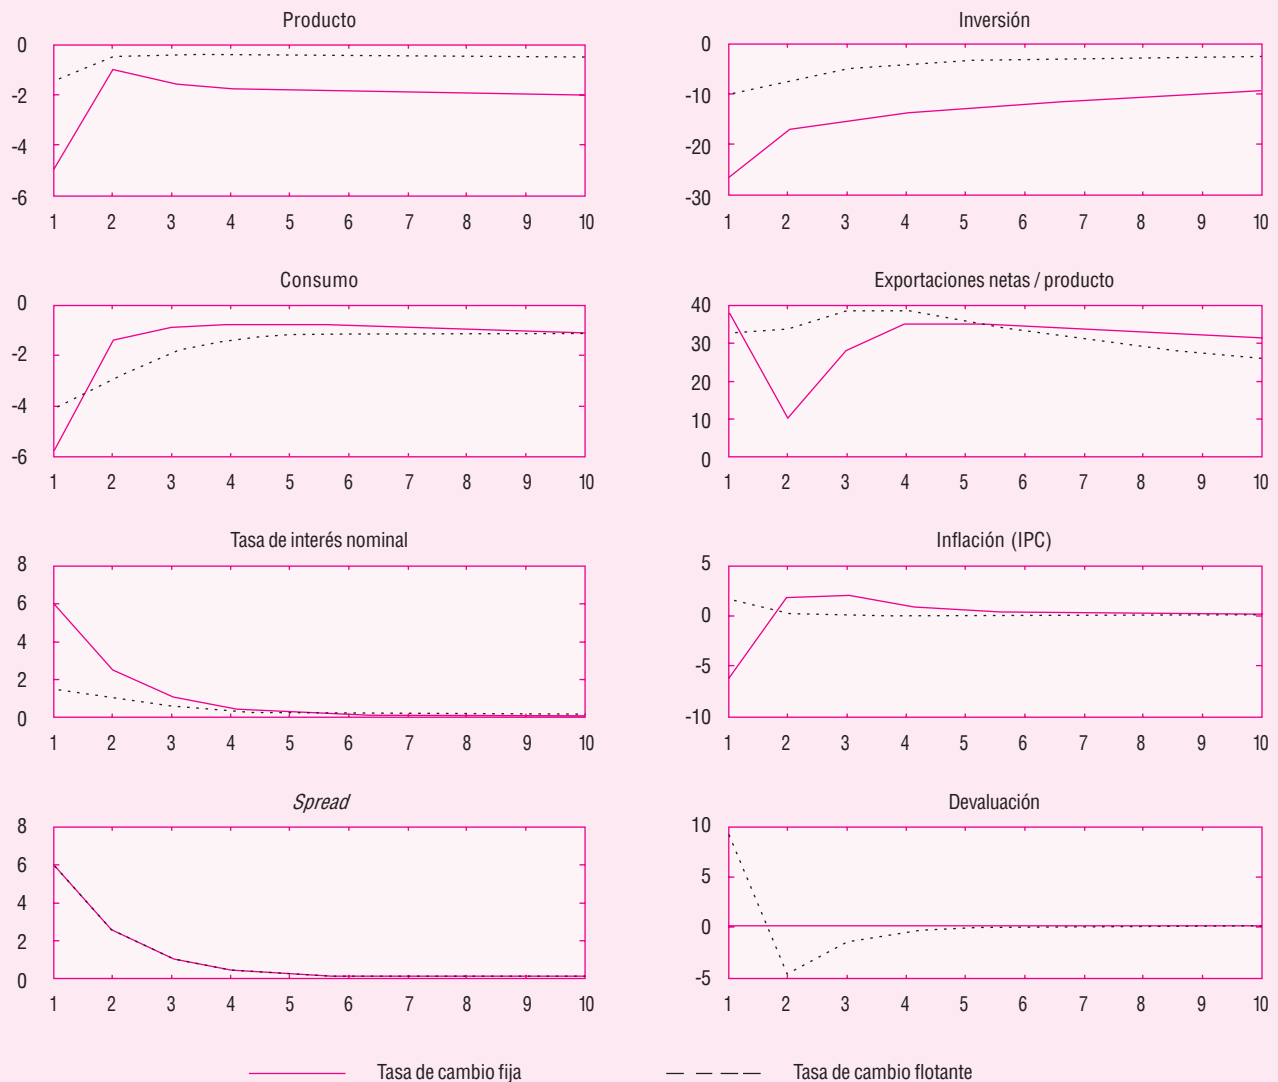 Producto
0
-2
-4
-6
1 2 3 4 5 6 7 8 9 10
Inversión
0
-10
-20
-30
1 2 3 4 5 6 7 8 9 10
Consumo
0
-2
-4
-6
1 2 3 4 5 6 7 8 9 10
Exportaciones netas / producto
40
30
20
10
0
1 2 3 4 5 6 7 8 9 10
Tasa de interés nominal
8
6
4
2
0
1 2 3 4 5 6 7 8 9 10
Inflación (IPC)
5
0
-5
-10
1 2 3 4 5 6 7 8 9 10
Spread
8
6
4
2
0
1 2 3 4 5 6 7 8 9 10
Devaluación
10
5
0
-5
1 2 3 4 5 6 7 8 9 10
Tasa de cambio fija
Tasa de cambio flotante